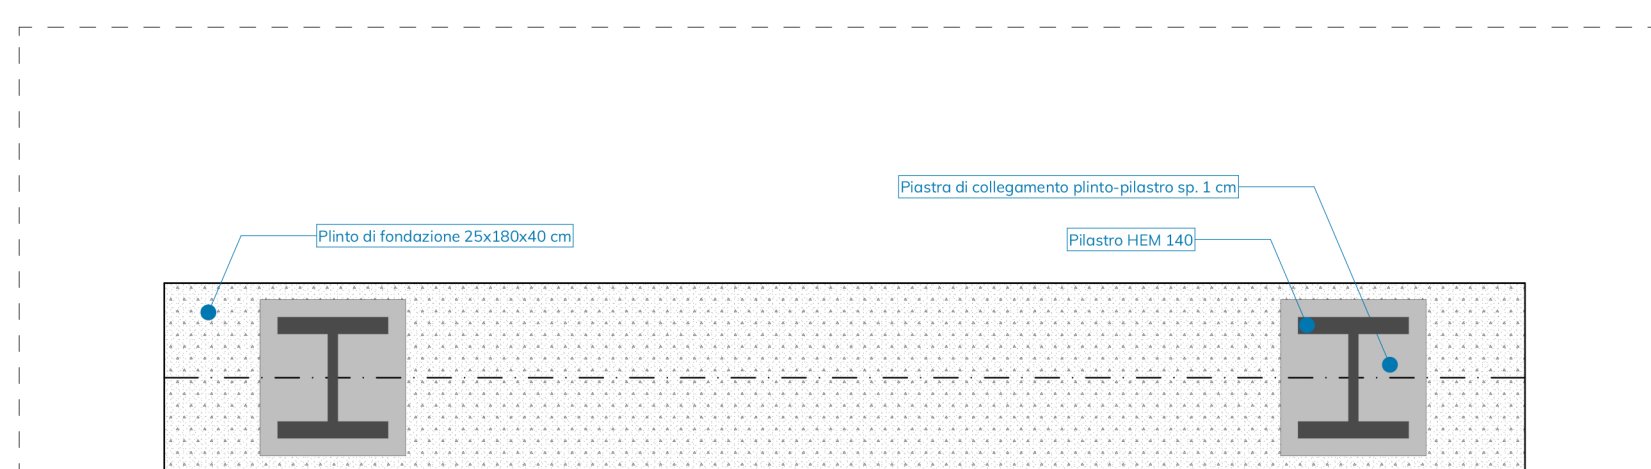 Piastra di collegamento plinto-pilastro sp. 1 cm
Plinto di fondazione 25x180x40 cm
Pilastro HEM 140